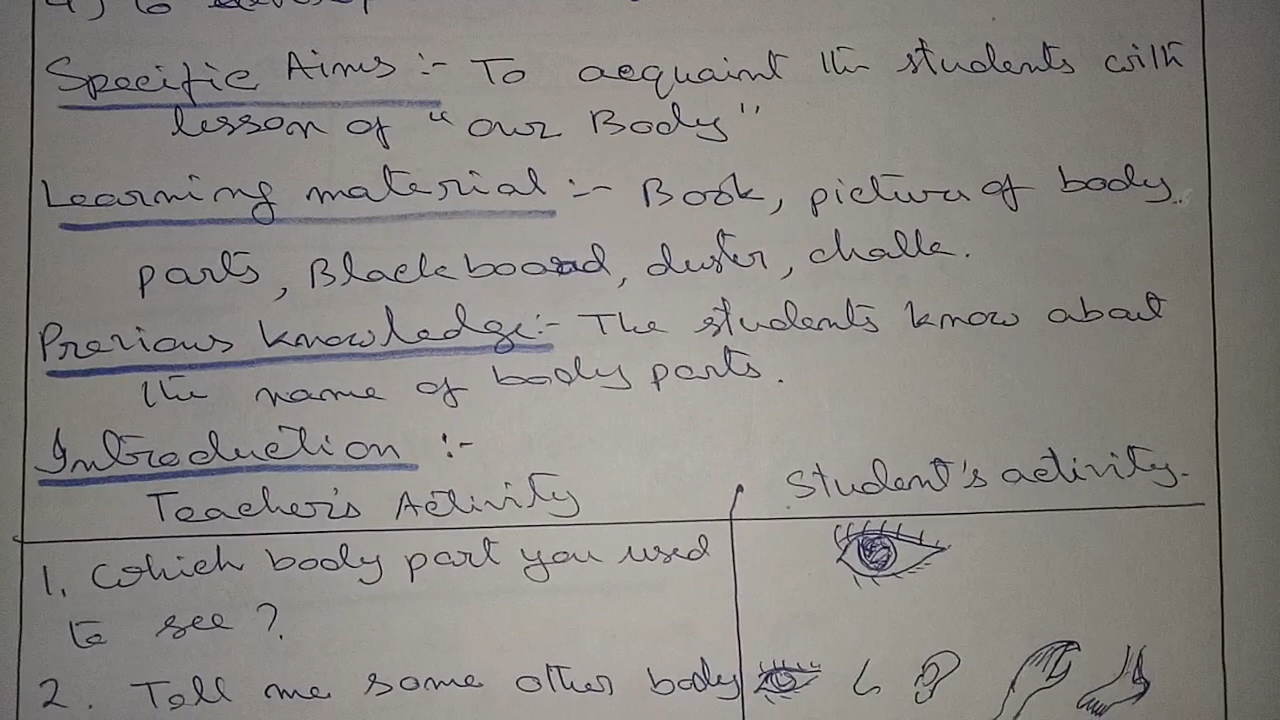 Specific Aims :- To acquaint the students with
lesson of "our Body"
Learning material :- Book, picture of body
parts, Blackboard, duster, chalk.
Previous knowledge:- The students know about
the name of body parts.
Introduction :-
Teacher's Activity
Student's activity.
1. Which body part you used
to see ?
2. Tell me some other body